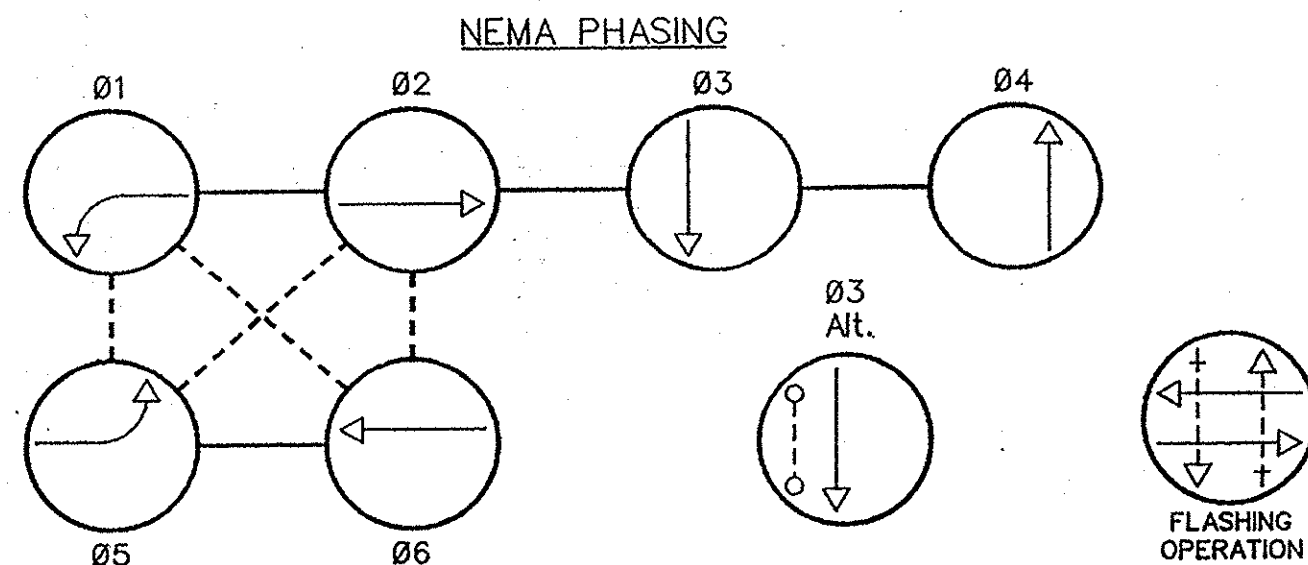 NEMA PHASING
Ø1 Ø2 Ø3 Ø4
Ø3
Alt.
Ø5 Ø6
FLASHING
OPERATION